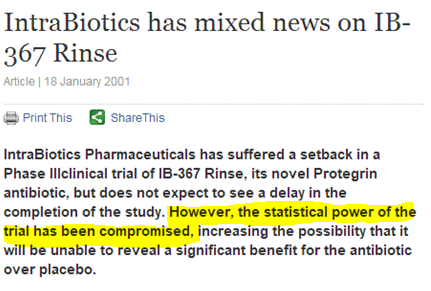 IntraBiotics has mixed news on IB-
367 Rinse
Article | 18 January 2001
Print This ShareThis
IntraBiotics Pharmaceuticals has suffered a setback in a
Phase IIIclinical trial of IB-367 Rinse, its novel Protegrin
antibiotic, but does not expect to see a delay in the
completion of the study. However, the statistical power of the
trial has been compromised, increasing the possibility that it
will be unable to reveal a significant benefit for the antibiotic
over placebo.